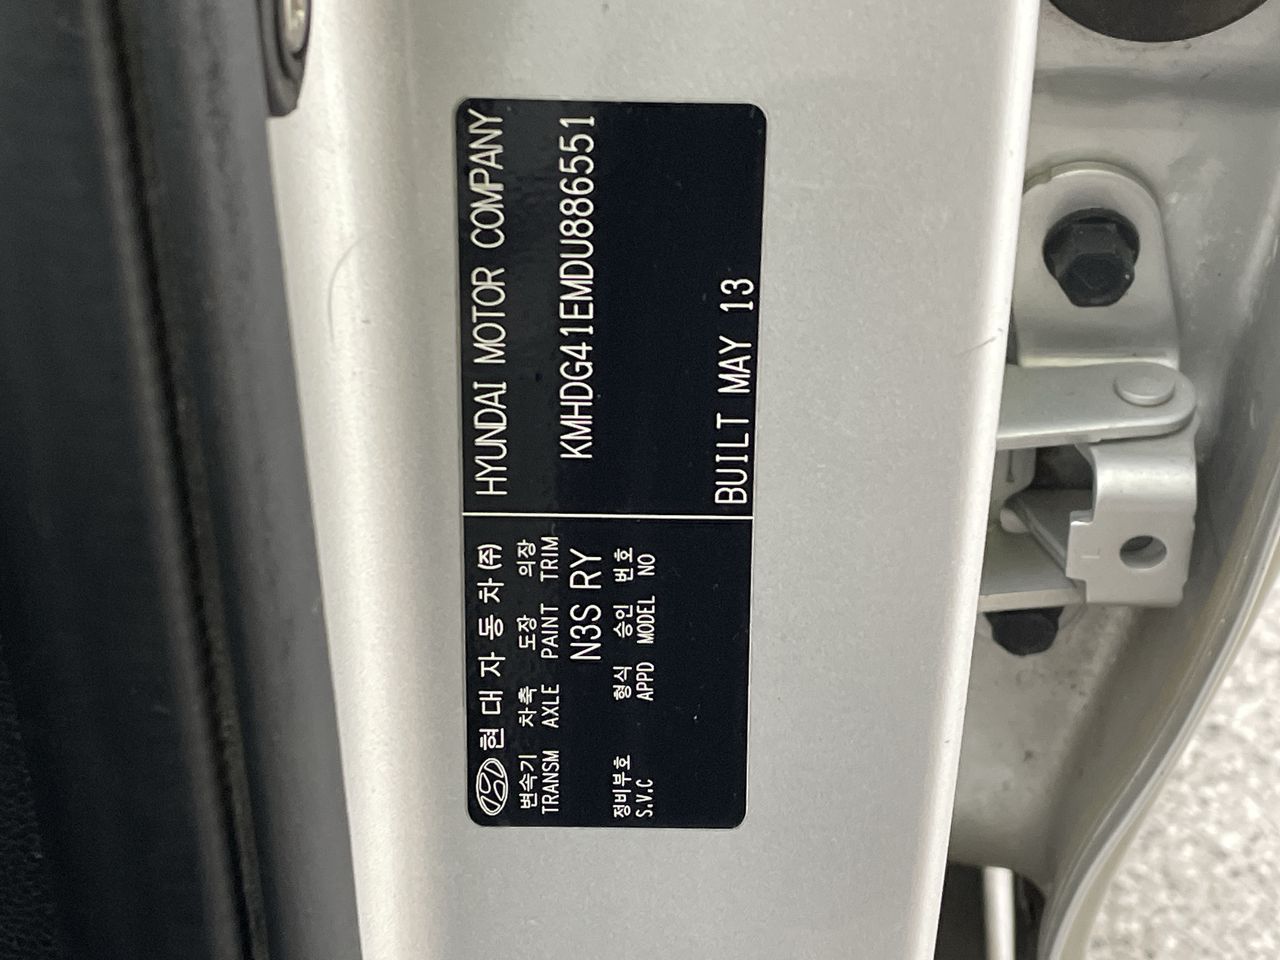 현대자동차(주)
변속기 차축 도장 의장
TRANSM AXLE PAINT TRIM
N3S RY
정비부호 형식 승인 번호
S.V.C APPD MODEL NO
HYUNDAI MOTOR COMPANY
KMHDG41EMDU886551
BUILT MAY 13
L